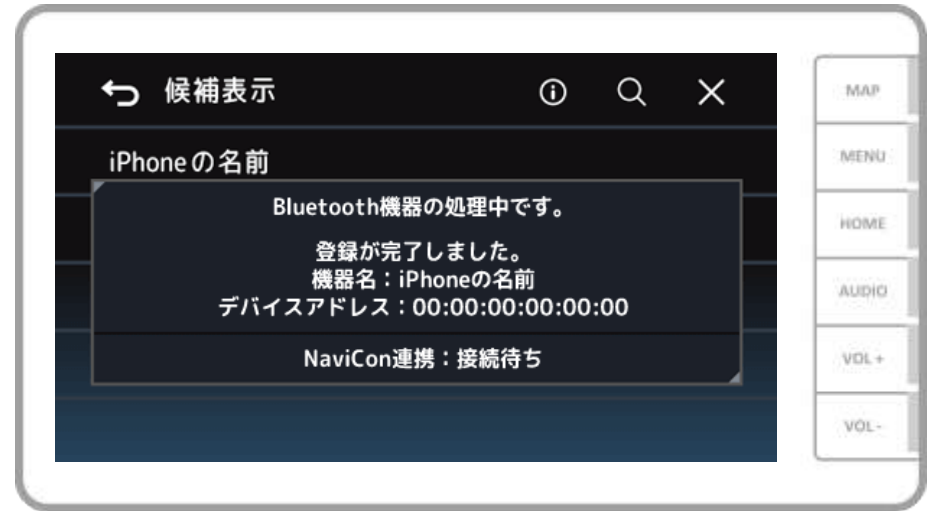 候補表示
iPhoneの名前
Bluetooth機器の処理中です。
登録が完了しました。
機器名：iPhoneの名前
デバイスアドレス：00:00:00:00:00:00
NaviCon連携：接続待ち
MAP
MENU
HOME
AUDIO
VOL +
VOL -